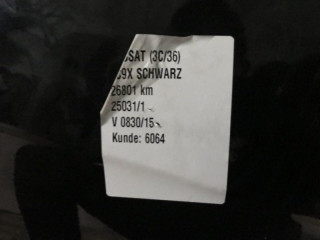 SAT (3C/36)
9X SCHWARZ
26801 km
25031/1
V 0830/15
Kunde: 6064